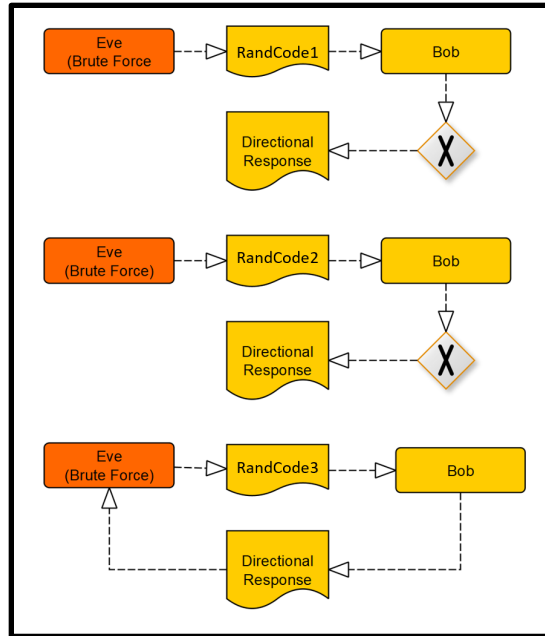 Eve
(Brute Force
RandCode1
Bob
Directional
Response
X
Eve
(Brute Force)
RandCode2
Bob
Directional
Response
X
Eve
(Brute Force)
RandCode3
Bob
Directional
Response